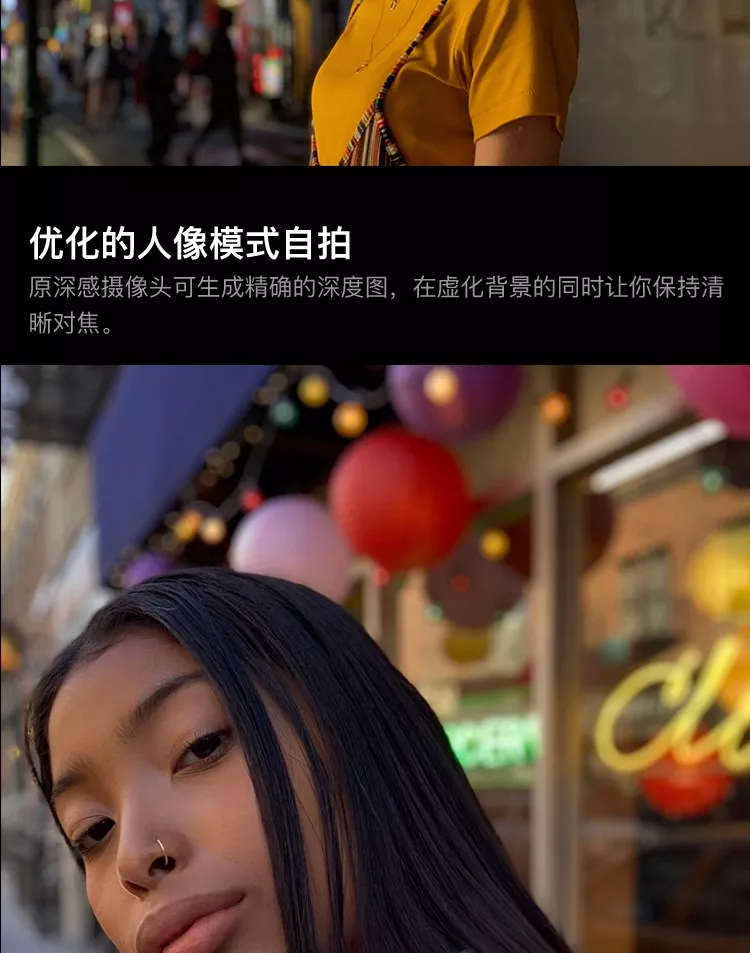 优化的人像模式自拍
原深感摄像头可生成精确的深度图，在虚化背景的同时让你保持清
晰对焦。